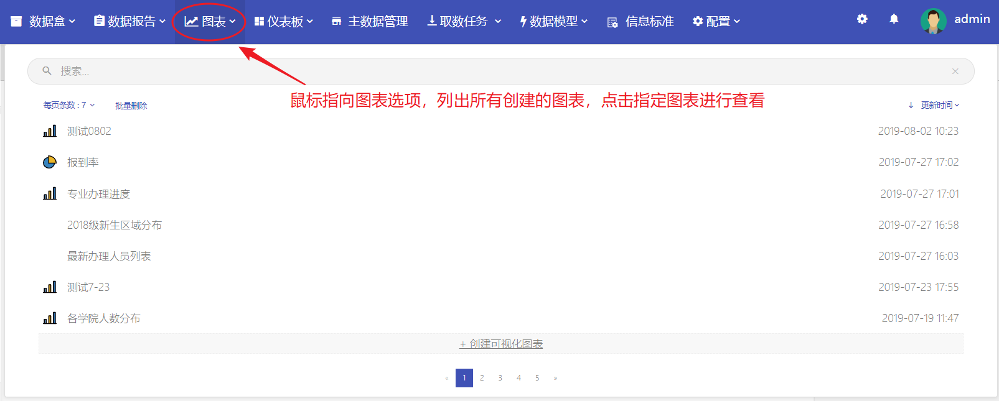 数据盒 数据报告 图表 仪表板 主数据管理 取数任务 数据模型 信息标准 配置 admin
搜索...
鼠标指向图表选项，列出所有创建的图表，点击指定图表进行查看
每页条数 : 7 批量删除 ↓ 更新时间
测试0802 2019-08-02 10:23
报到率 2019-07-27 17:02
专业办理进度 2019-07-27 17:01
2018级新生区域分布 2019-07-27 16:58
最新办理人员列表 2019-07-27 16:03
测试7-23 2019-07-23 17:55
各学院人数分布 2019-07-19 11:47
+ 创建可视化图表
« 1 2 3 4 5 »